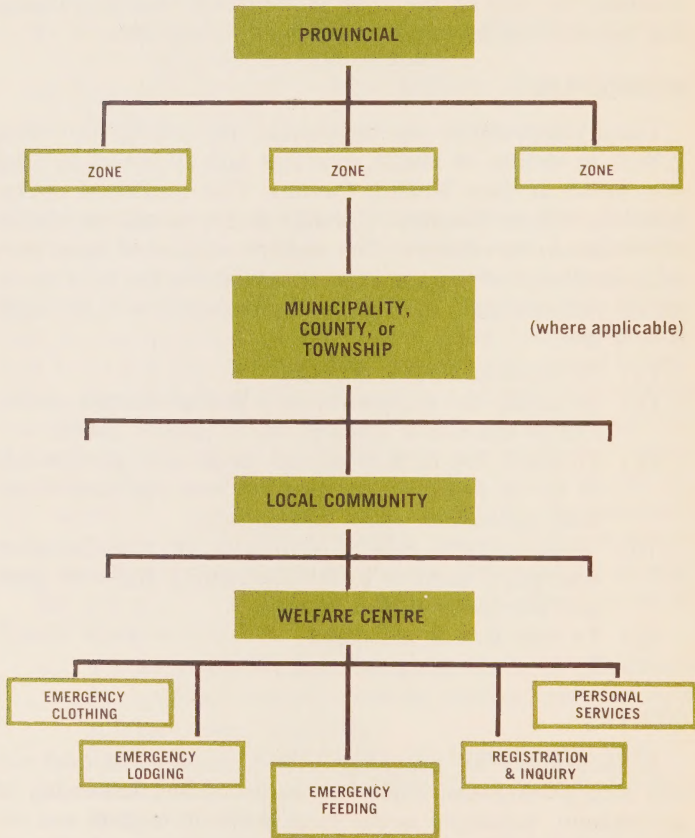 PROVINCIAL
ZONE
ZONE
ZONE
MUNICIPALITY,
COUNTY, or
TOWNSHIP
(where applicable)
LOCAL COMMUNITY
WELFARE CENTRE
EMERGENCY
CLOTHING
EMERGENCY
LODGING
EMERGENCY
FEEDING
REGISTRATION
& INQUIRY
PERSONAL
SERVICES